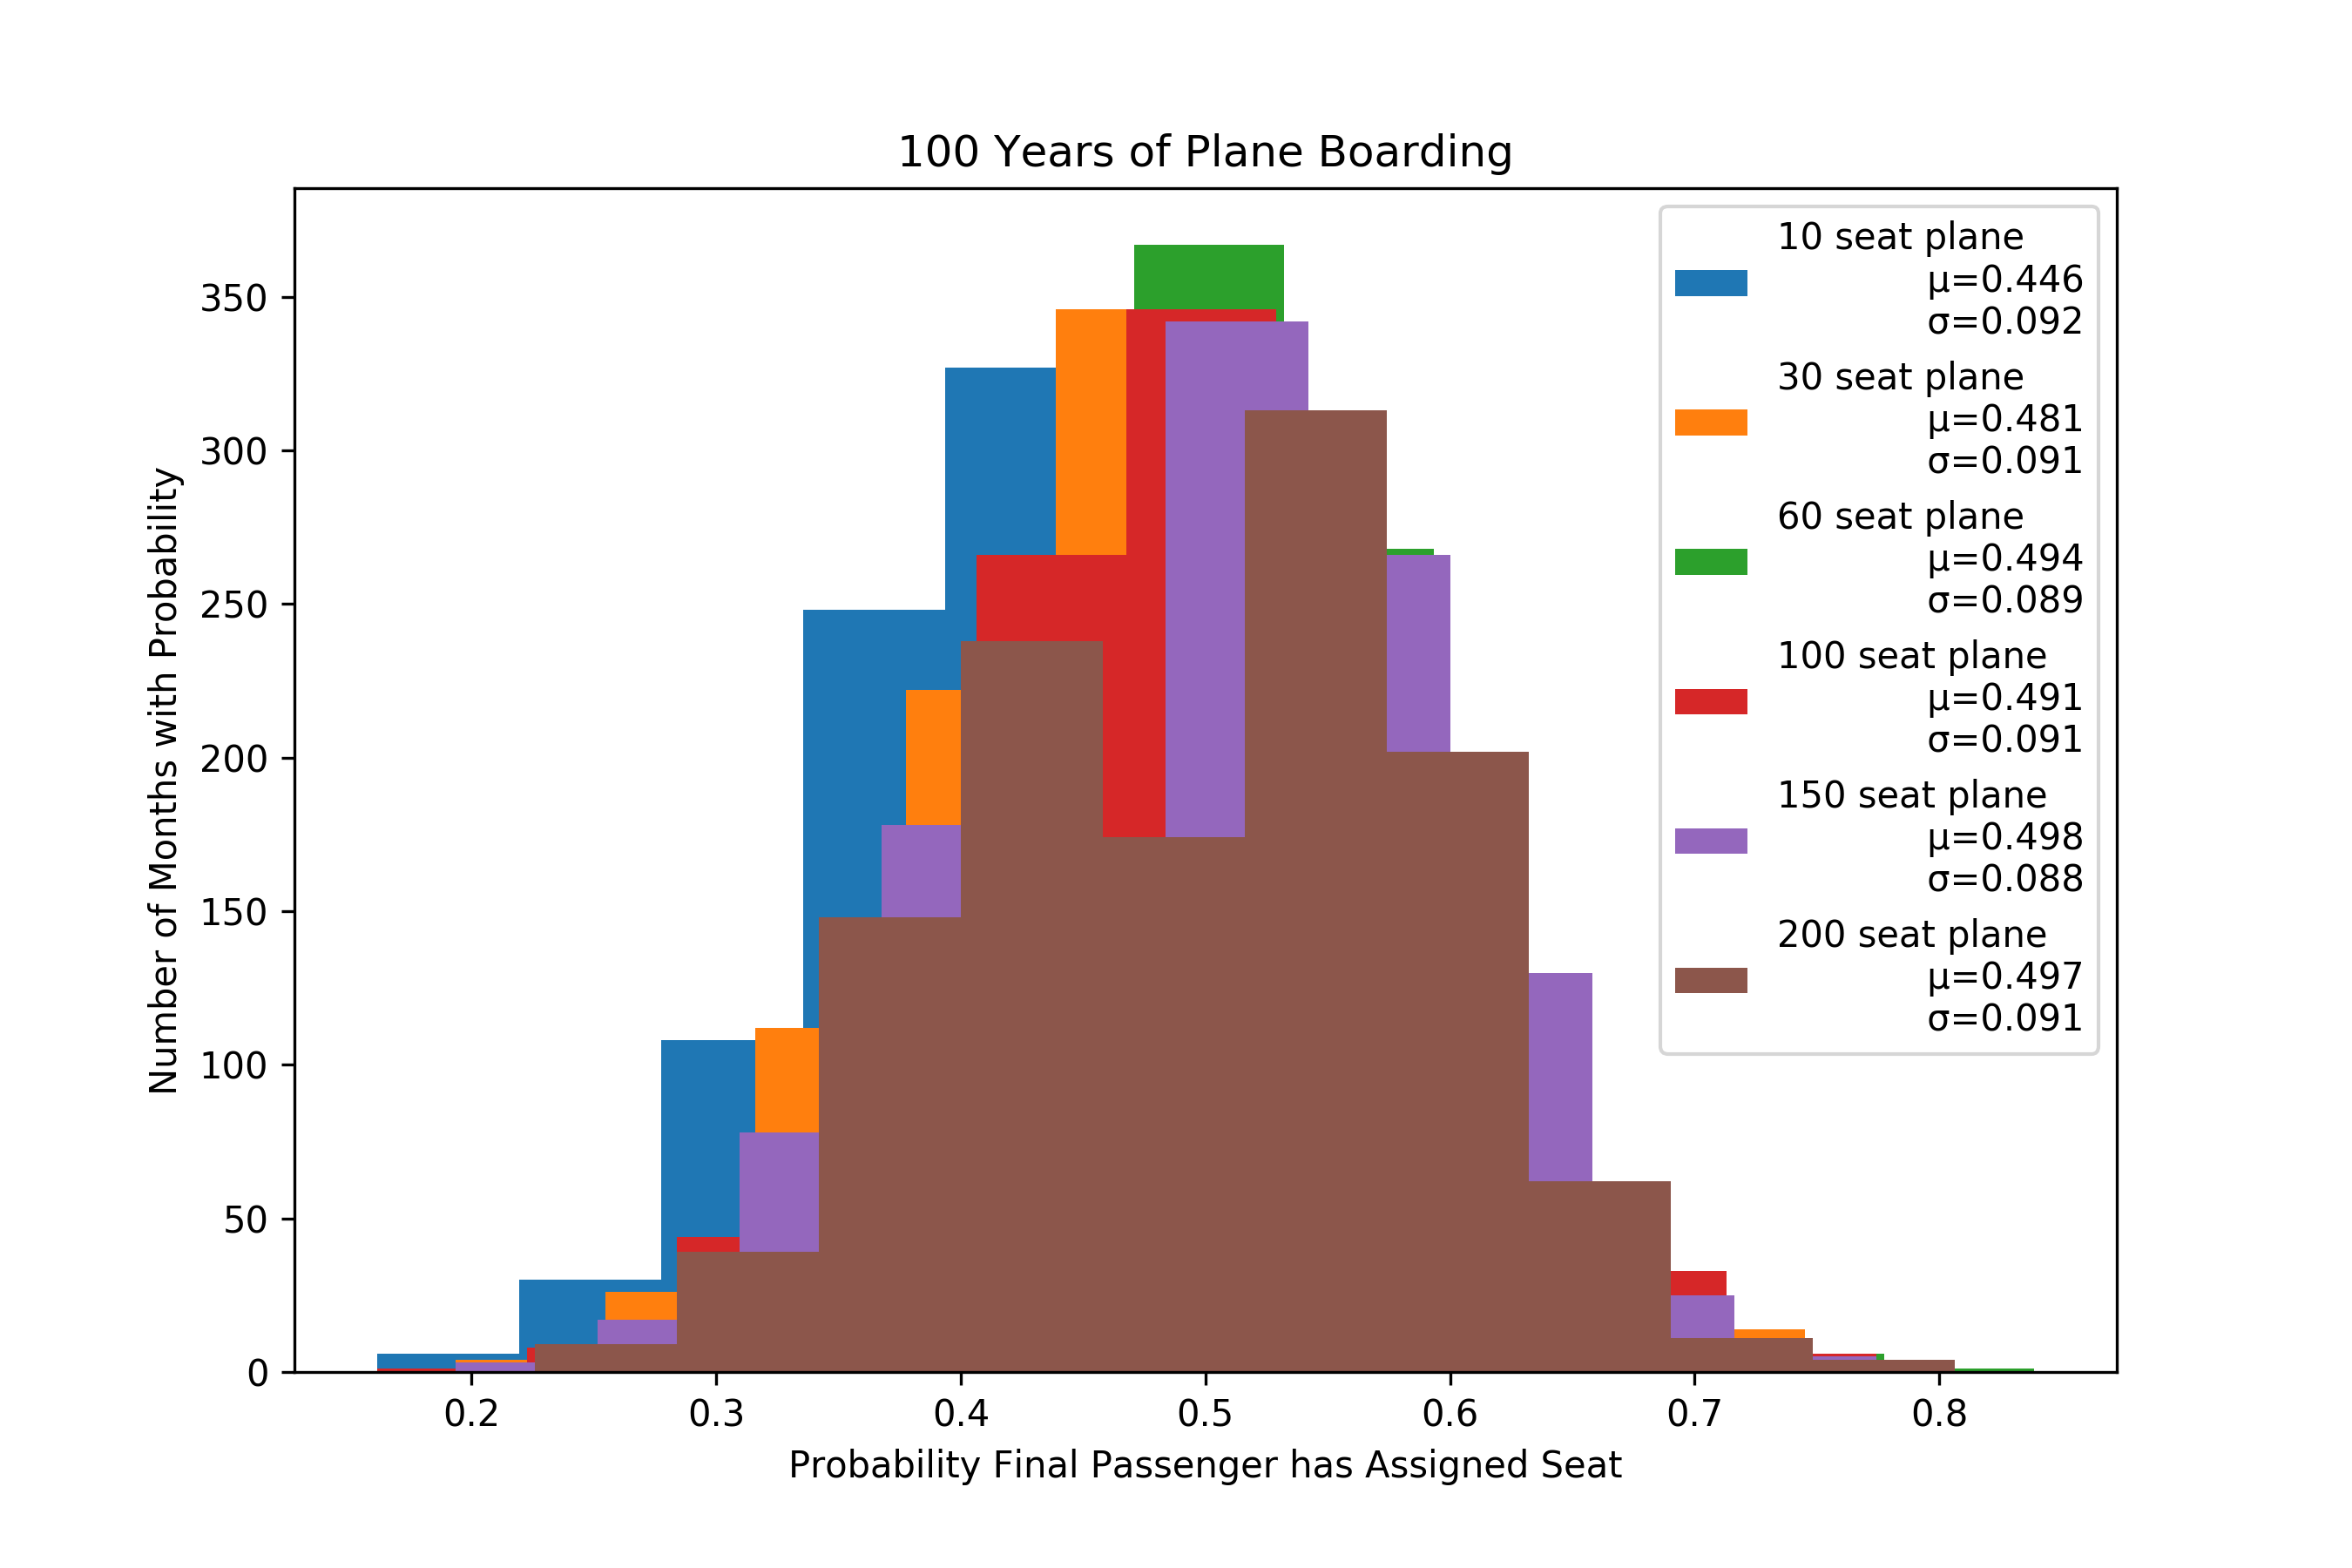 100 Years of Plane Boarding
Number of Months with Probability
350
300
250
200
150
100
50
0
0.2 0.3 0.4 0.5 0.6 0.7 0.8
Probability Final Passenger has Assigned Seat
10 seat plane
μ=0.446
σ=0.092
30 seat plane
μ=0.481
σ=0.091
60 seat plane
μ=0.494
σ=0.089
100 seat plane
μ=0.491
σ=0.091
150 seat plane
μ=0.498
σ=0.088
200 seat plane
μ=0.497
σ=0.091